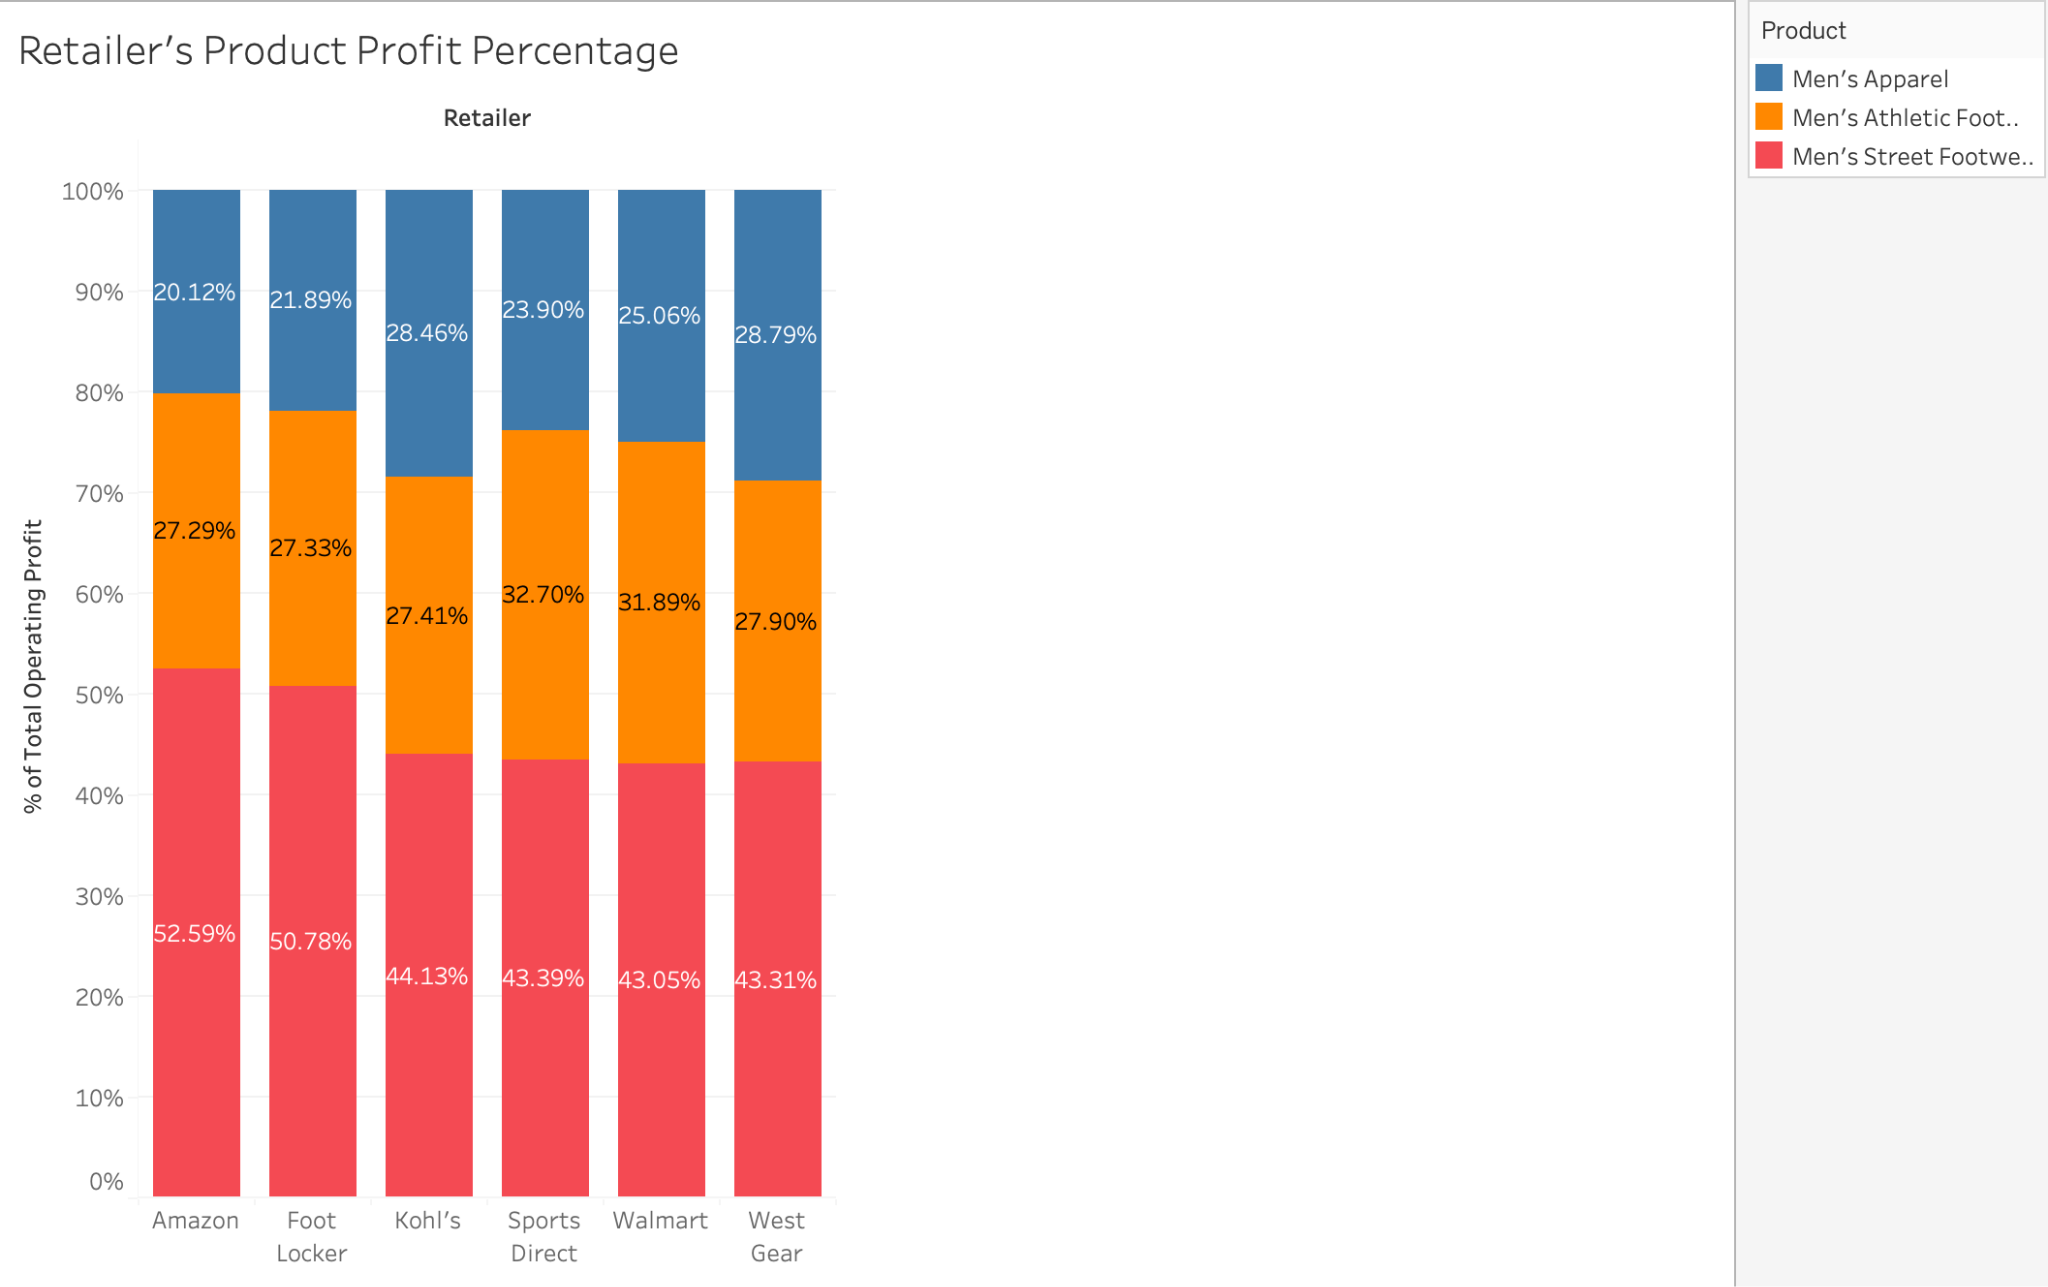 Retailer's Product Profit Percentage
Retailer
% of Total Operating Profit
100%
90%
80%
70%
60%
50%
40%
30%
20%
10%
0%
20.12%
21.89%
28.46%
23.90%
25.06%
28.79%
27.29%
27.33%
27.41%
32.70%
31.89%
27.90%
52.59%
50.78%
44.13%
43.39%
43.05%
43.31%
Amazon
Foot
Locker
Kohl's
Sports
Direct
Walmart
West
Gear
Product
Men's Apparel
Men's Athletic Foot..
Men's Street Footwe..